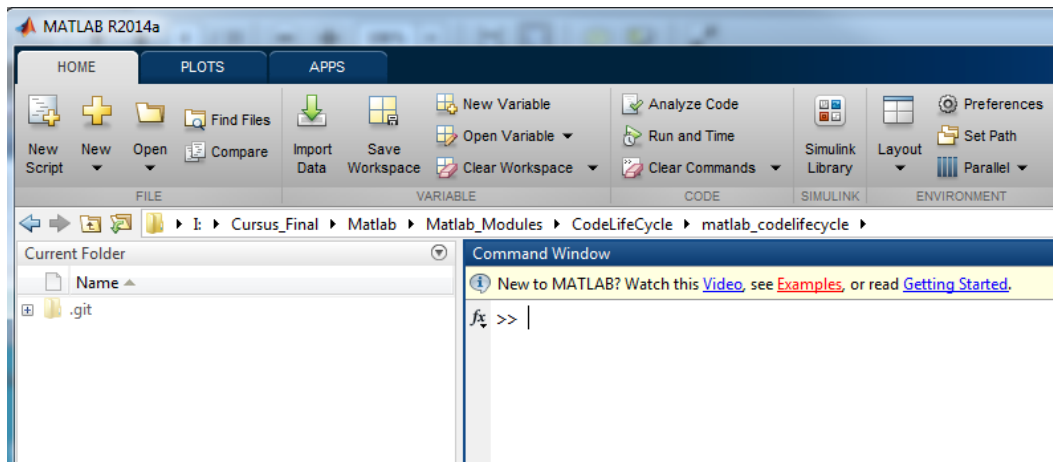 MATLAB R2014a
HOME PLOTS APPS
New Script
New
Open
Find Files
Compare
Import Data
Save Workspace
New Variable
Open Variable
Clear Workspace
Analyze Code
Run and Time
Clear Commands
Simulink Library
Layout
Preferences
Set Path
Parallel
FILE VARIABLE CODE SIMULINK ENVIRONMENT
I: Cursus_Final Matlab Matlab_Modules CodeLifeCycle matlab_codelifecycle
Current Folder
Name
.git
Command Window
New to MATLAB? Watch this Video, see Examples, or read Getting Started.
fx >>